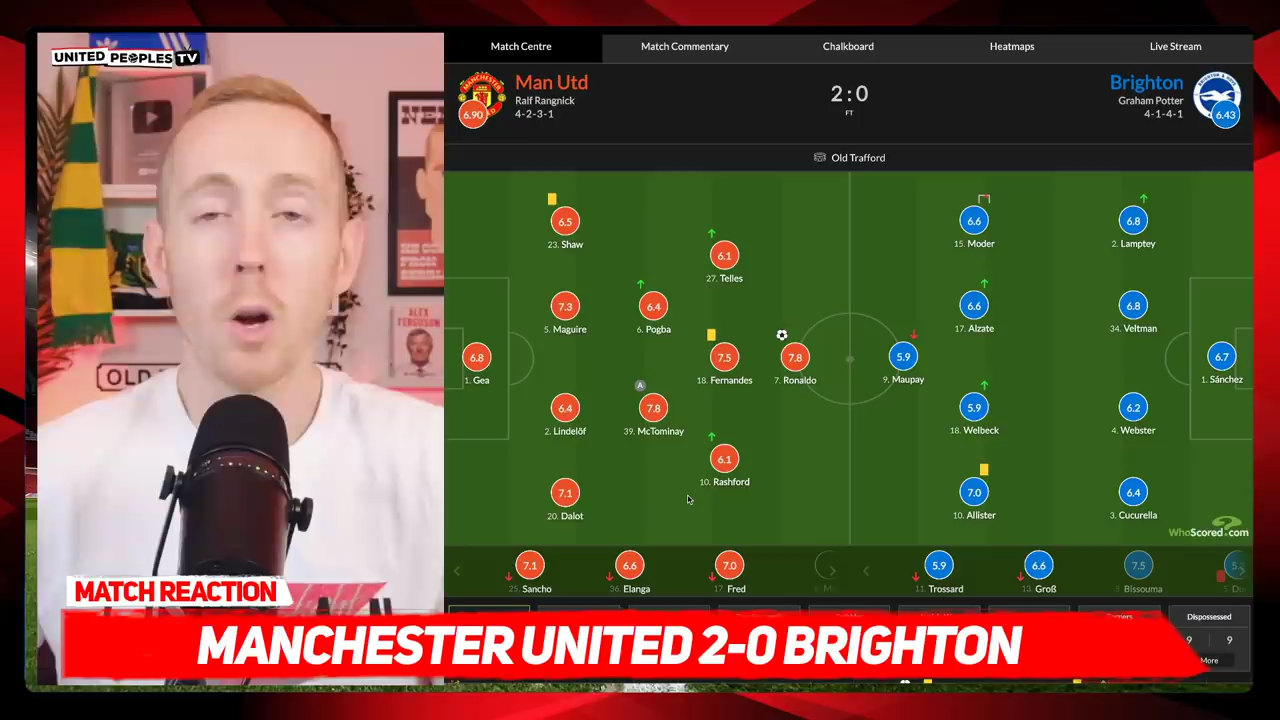 UNITED PEOPLES TV
ALEX
FERGUSON
OLD
Match Centre
Match Commentary
Chalkboard
Heatmaps
Live Stream
Man Utd
Ralf Rangnick
4-2-3-1
6.90
2 : 0
FT
Brighton
Graham Potter
4-1-4-1
6.43
Old Trafford
6.5
23. Shaw
6.1
27. Telles
7.3
5. Maguire
6.4
6. Pogba
6.8
1. Gea
7.5
18. Fernandes
7.8
7. Ronaldo
6.4
2. Lindelöf
A
7.8
39. McTominay
6.1
10. Rashford
7.1
20. Dalot
6.6
15. Moder
6.8
2. Lamptey
6.6
17. Alzate
6.8
34. Veltman
5.9
9. Maupay
6.7
1. Sánchez
5.9
18. Welbeck
6.2
4. Webster
7.0
10. Allister
6.4
3. Cucurella
WhoScored.com
7.1
25. Sancho
6.6
36. Elanga
7.0
17. Fred
5.9
11. Trossard
6.6
13. Groß
7.5
8. Bissouma
Dispossessed
9 | 9
More
MATCH REACTION
MANCHESTER UNITED 2-0 BRIGHTON